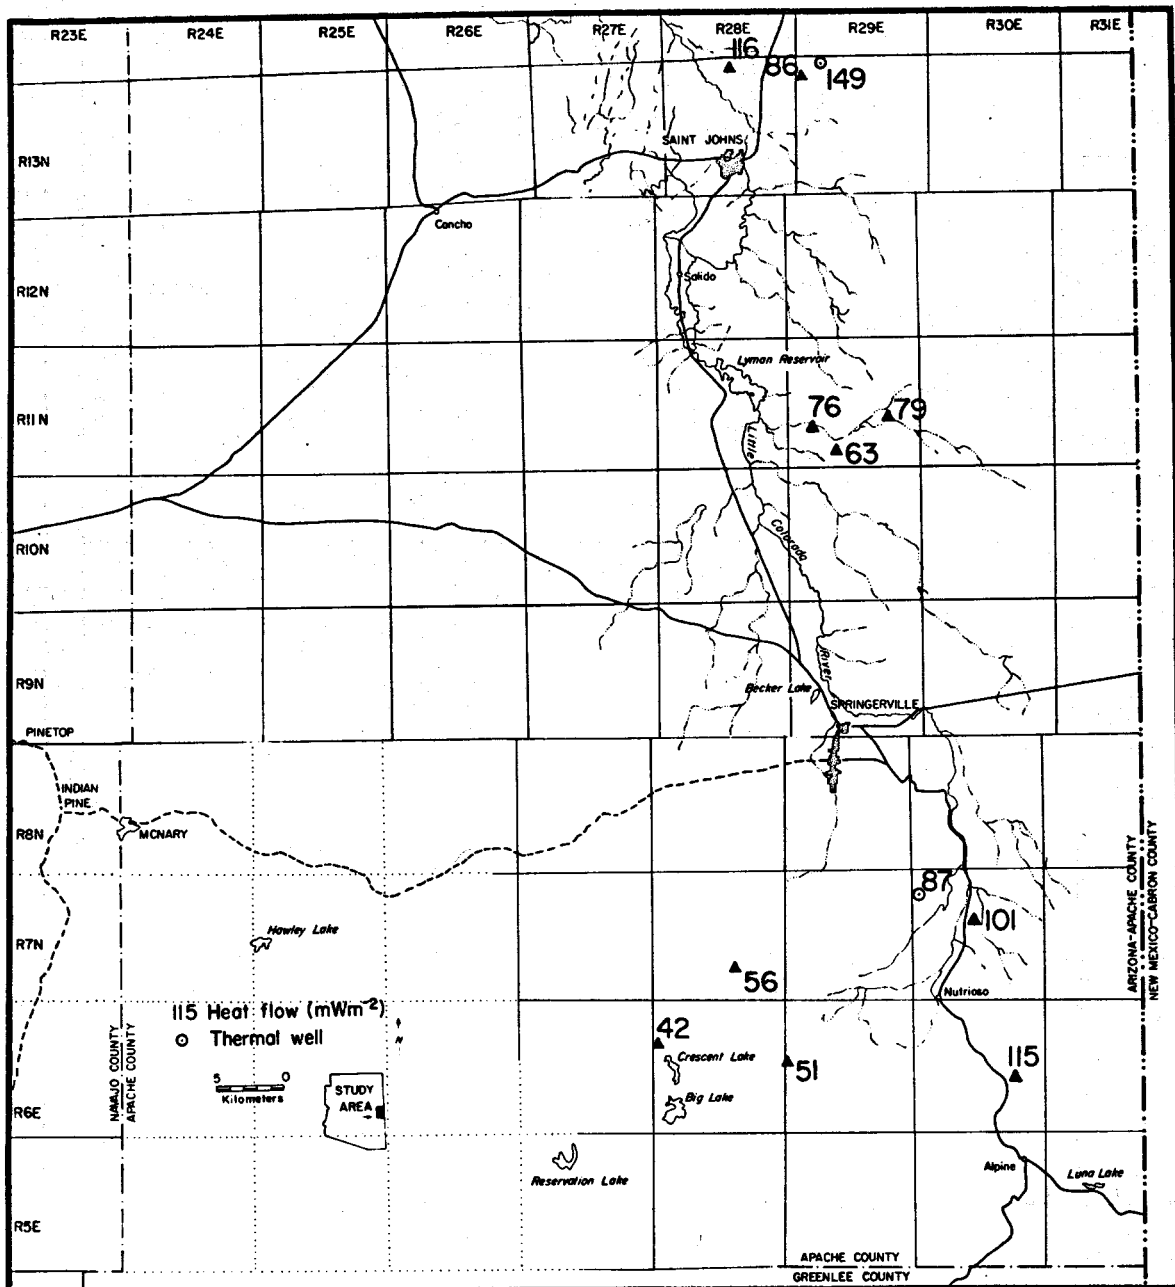 R23E R24E R25E R26E R27E R28E R29E R30E R31E
116
86
149
SAINT JOHNS
R13N
Concho
R12N
Salido
Lyman Reservoir
R11N
76
79
63
Little
Colorado
River
R10N
R9N
Becker Lake
SPRINGERVILLE
PINETOP
INDIAN
PINE
R8N
MCNARY
87
101
R7N
Hawley Lake
56
Nutrioso
115 Heat flow (mWm⁻²)
Thermal well
N
42
Crescent Lake
51
115
5 0
Kilometers
STUDY
AREA
Big Lake
R6E
NAVAJO COUNTY
APACHE COUNTY
ARIZONA-APACHE COUNTY
NEW MEXICO-CABRON COUNTY
Reservation Lake
Alpine
Luna Lake
R5E
APACHE COUNTY
GREENLEE COUNTY